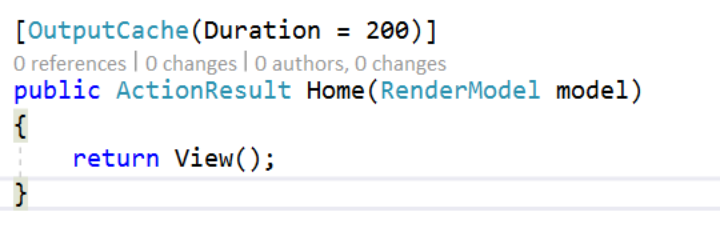 [OutputCache(Duration = 200)]
0 references | 0 changes | 0 authors, 0 changes
public ActionResult Home(RenderModel model)
{
    return View();
}